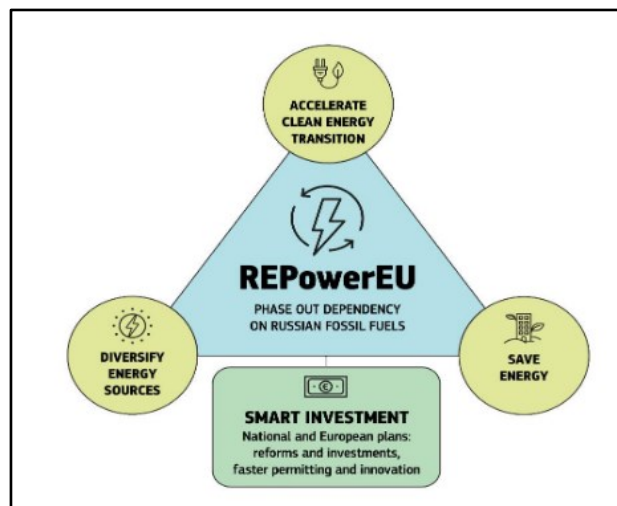 ACCELERATE
CLEAN ENERGY
TRANSITION
REPowerEU
PHASE OUT DEPENDENCY
ON RUSSIAN FOSSIL FUELS
DIVERSIFY
ENERGY
SOURCES
SAVE
ENERGY
€
SMART INVESTMENT
National and European plans:
reforms and investments,
faster permitting and innovation